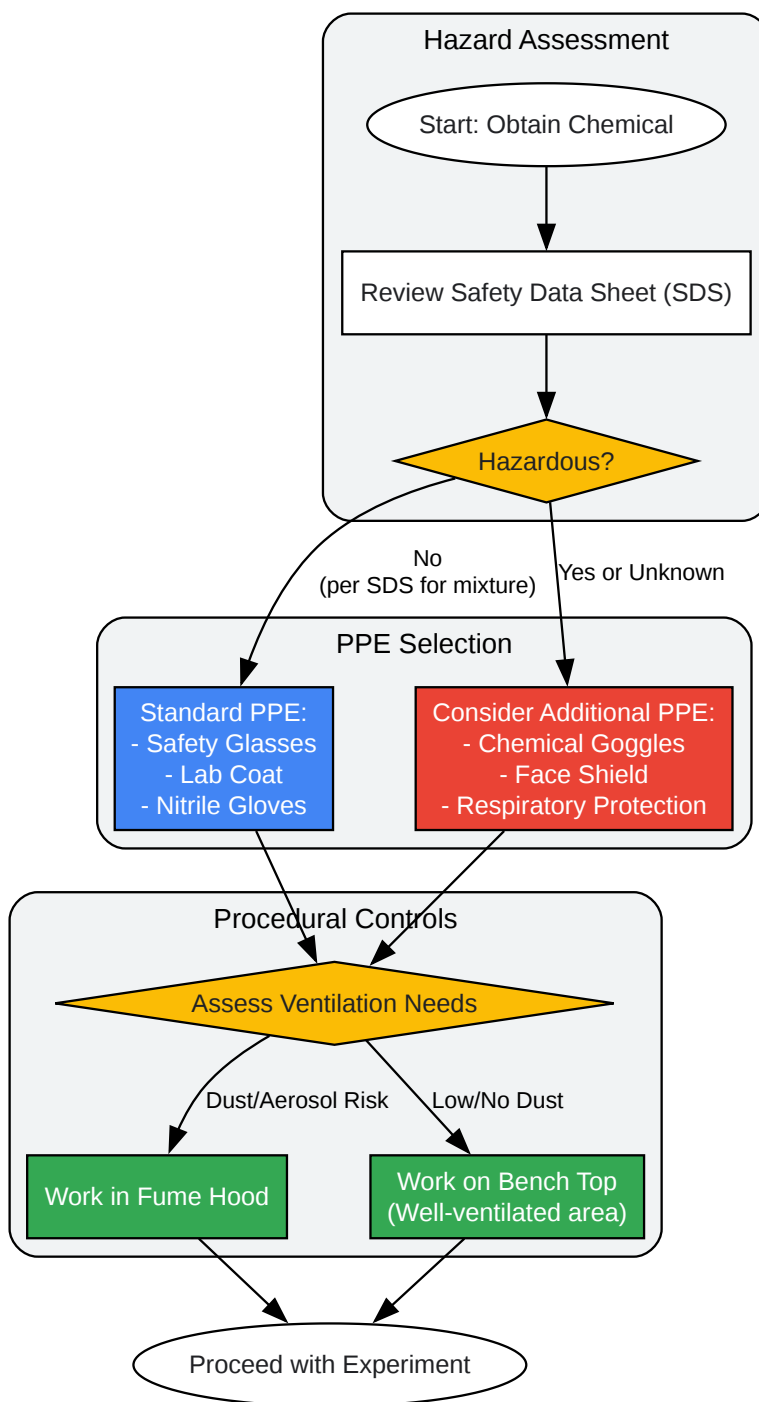 Hazard Assessment
Start: Obtain Chemical
Review Safety Data Sheet (SDS)
Hazardous?
No
(per SDS for mixture)
Yes or Unknown
PPE Selection
Standard PPE:
- Safety Glasses
- Lab Coat
- Nitrile Gloves
Consider Additional PPE:
- Chemical Goggles
- Face Shield
- Respiratory Protection
Procedural Controls
Assess Ventilation Needs
Dust/Aerosol Risk
Low/No Dust
Work in Fume Hood
Work on Bench Top
(Well-ventilated area)
Proceed with Experiment